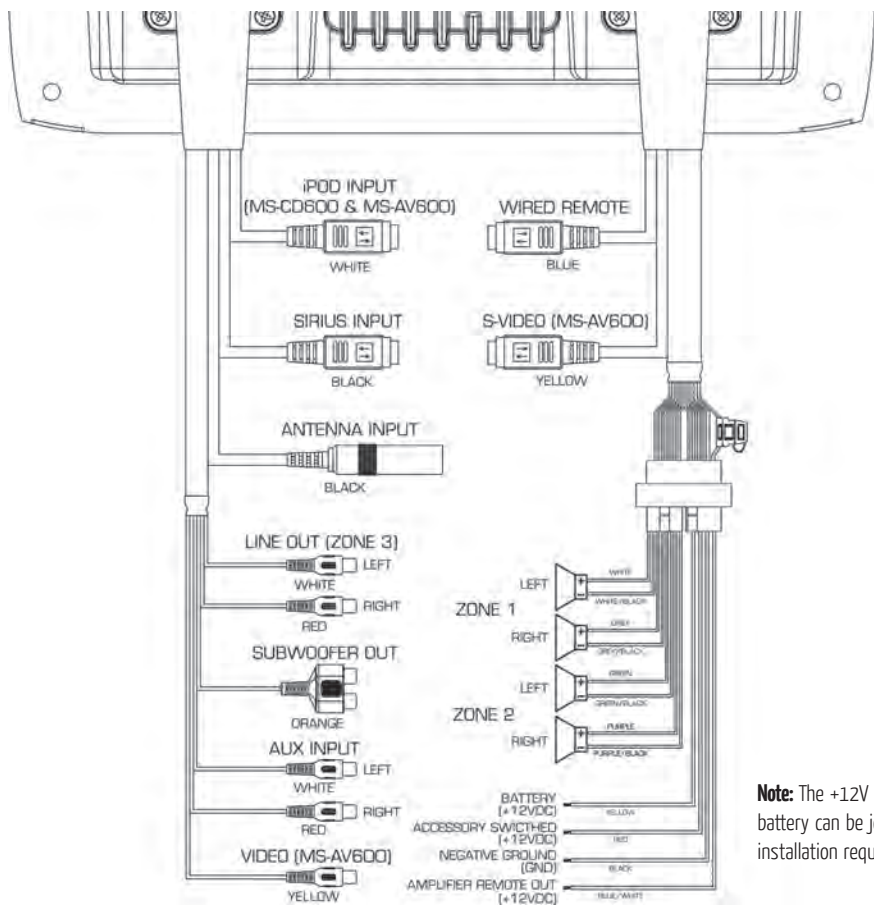 iPOD INPUT
(MS-CD600 & MS-AV600)
WHITE
WIRED REMOTE
BLUE
SIRIUS INPUT
BLACK
S-VIDEO (MS-AV600)
YELLOW
ANTENNA INPUT
BLACK
LINE OUT (ZONE 3)
LEFT
WHITE
RIGHT
RED
SUBWOOFER OUT
ORANGE
AUX INPUT
LEFT
WHITE
RIGHT
RED
VIDEO (MS-AV600)
YELLOW
ZONE 1
LEFT
WHITE
WHITE/BLACK
RIGHT
GREY
GREY/BLACK
ZONE 2
LEFT
GREEN
GREEN/BLACK
RIGHT
PURPLE
PURPLE/BLACK
BATTERY
(+12VDC)
YELLOW
ACCESSORY SWICTHED
(+12VDC)
RED
NEGATIVE GROUND
(GND)
BLACK
AMPLIFIER REMOTE OUT
(+12VDC)
BLUE/WHITE
Note: The +12V
battery can be
installation